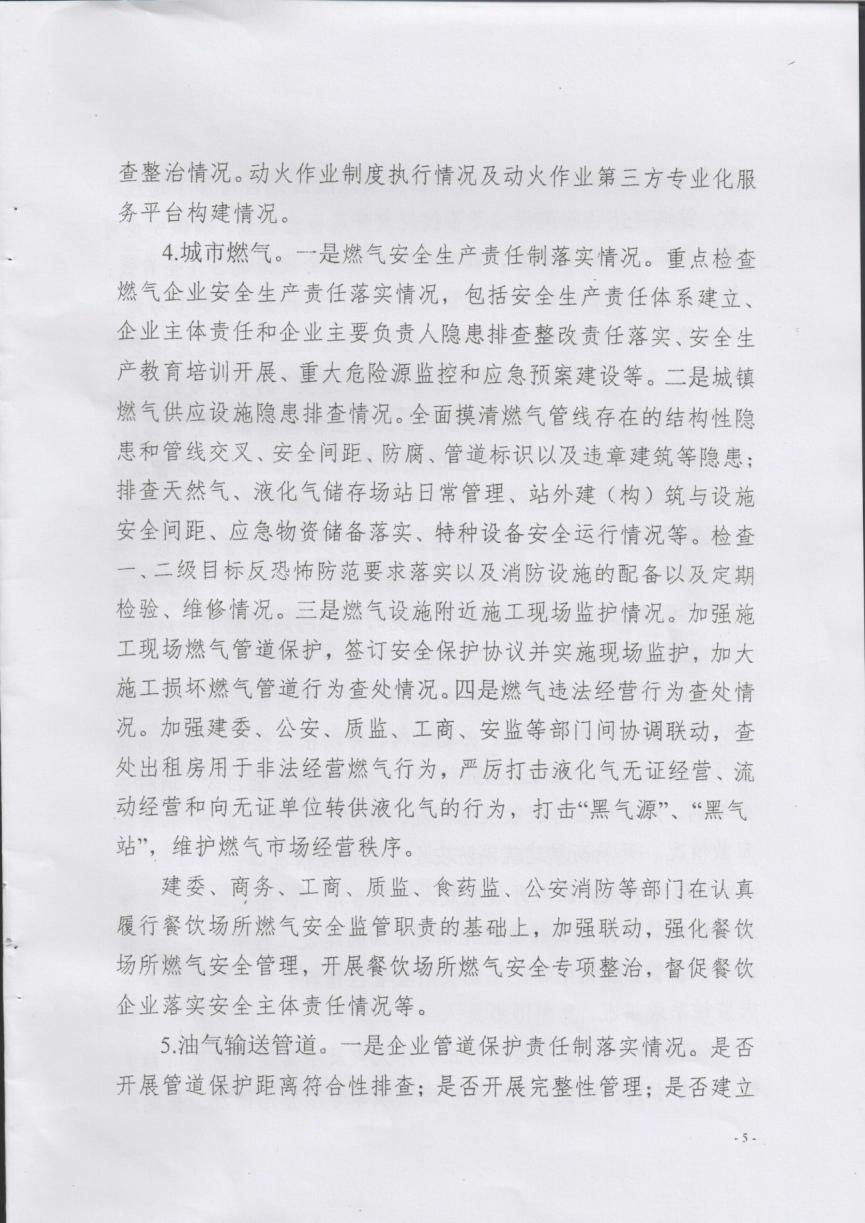 查整治情况。动火作业制度执行情况及动火作业第三方专业化服
务平台构建情况。
4.城市燃气。一是燃气安全生产责任制落实情况。重点检查
燃气企业安全生产责任落实情况，包括安全生产责任体系建立、
企业主体责任和企业主要负责人隐患排查整改责任落实、安全生
产教育培训开展、重大危险源监控和应急预案建设等。二是城镇
燃气供应设施隐患排查情况。全面摸清燃气管线存在的结构性隐
患和管线交叉、安全间距、防腐、管道标识以及违章建筑等隐患；
排查天然气、液化气储存场站日常管理、站外建（构）筑与设施
安全间距、应急物资储备落实、特种设备安全运行情况等。检查
一、二级目标反恐怖防范要求落实以及消防设施的配备以及定期
检验、维修情况。三是燃气设施附近施工现场监护情况。加强施
工现场燃气管道保护，签订安全保护协议并实施现场监护，加大
施工损坏燃气管道行为查处情况。四是燃气违法经营行为查处情
况。加强建委、公安、质监、工商、安监等部门间协调联动，查
处出租房用于非法经营燃气行为，严厉打击液化气无证经营、流
动经营和向无证单位转供液化气的行为，打击“黑气源”、“黑气
站”，维护燃气市场经营秩序。
建委、商务、工商、质监、食药监、公安消防等部门在认真
履行餐饮场所燃气安全监管职责的基础上，加强联动，强化餐饮
场所燃气安全管理，开展餐饮场所燃气安全专项整治，督促餐饮
企业落实安全主体责任情况等。
5.油气输送管道。一是企业管道保护责任制落实情况。是否
开展管道保护距离符合性排查；是否开展完整性管理；是否建立
- 5 -